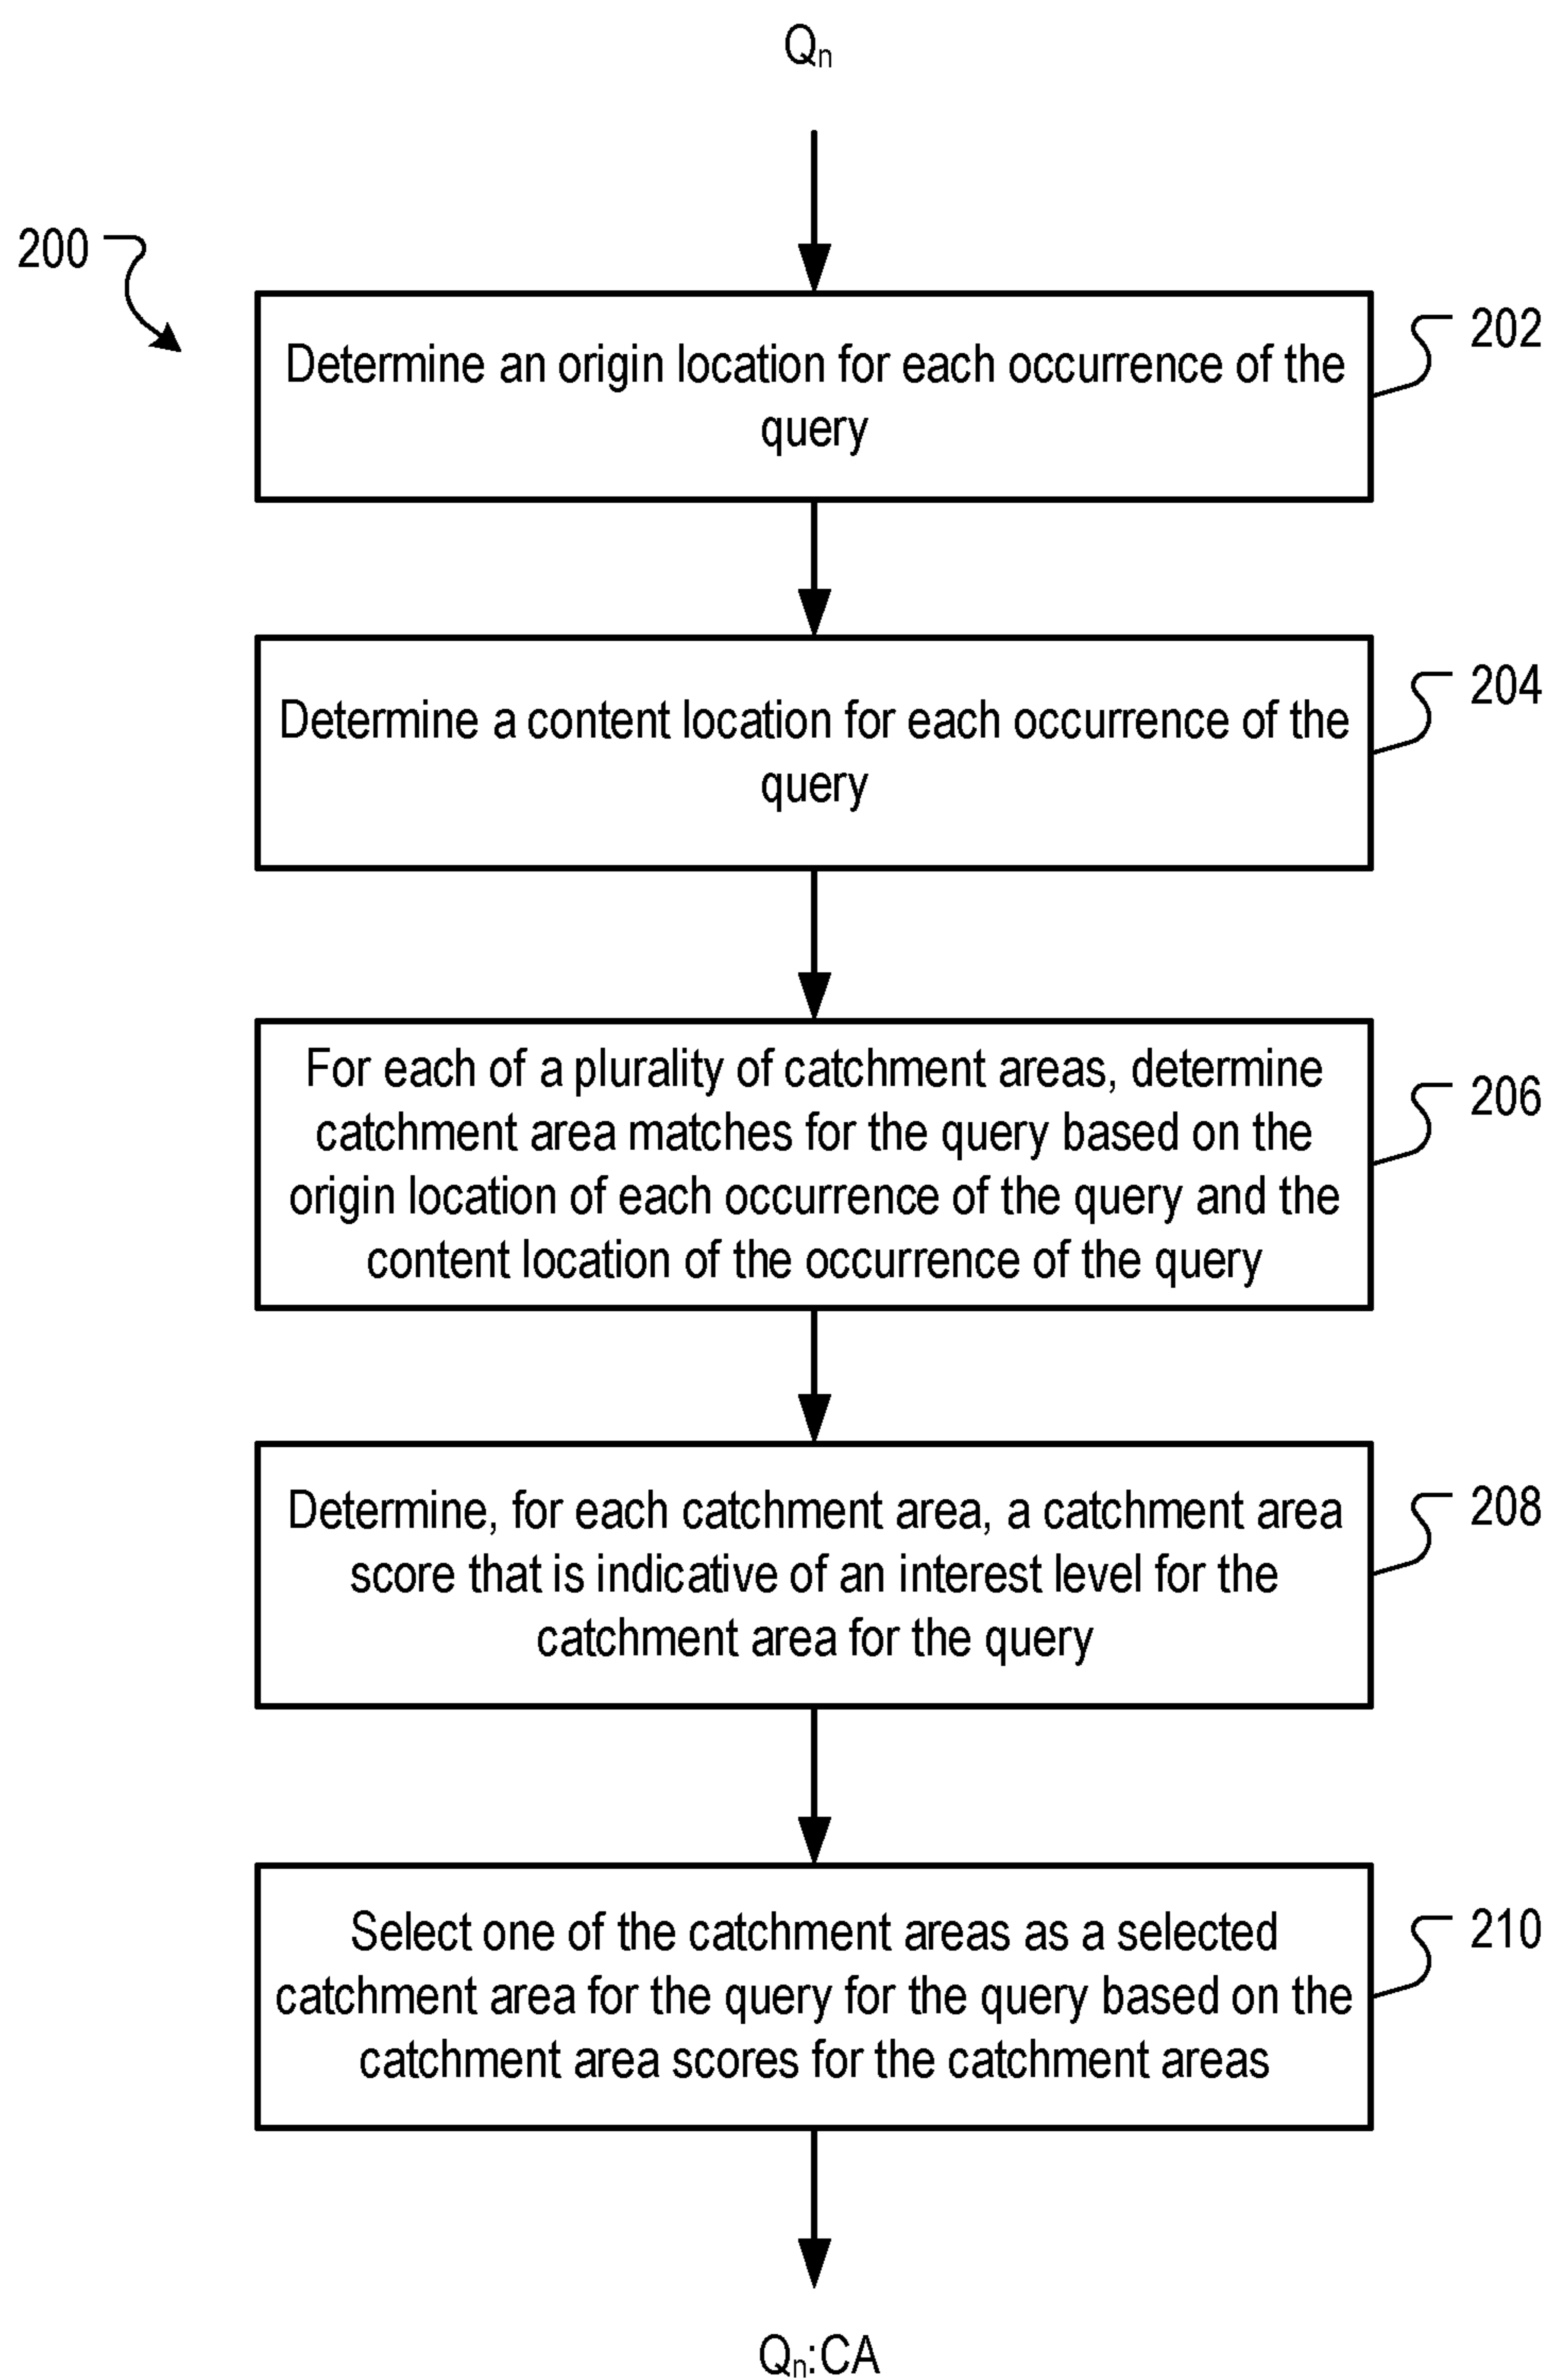 Qn
200
202
Determine an origin location for each occurrence of the
query
204
Determine a content location for each occurrence of the
query
206
For each of a plurality of catchment areas, determine
catchment area matches for the query based on the
origin location of each occurrence of the query and the
content location of the occurrence of the query
208
Determine, for each catchment area, a catchment area
score that is indicative of an interest level for the
catchment area for the query
210
Select one of the catchment areas as a selected
catchment area for the query for the query based on the
catchment area scores for the catchment areas
Qn:CA